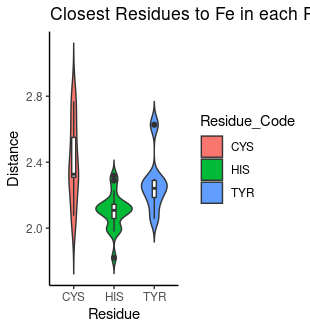 Closest Residues to Fe in each
Distance
2.8
2.4
2.0
CYS
HIS
TYR
Residue
Residue_Code
CYS
HIS
TYR